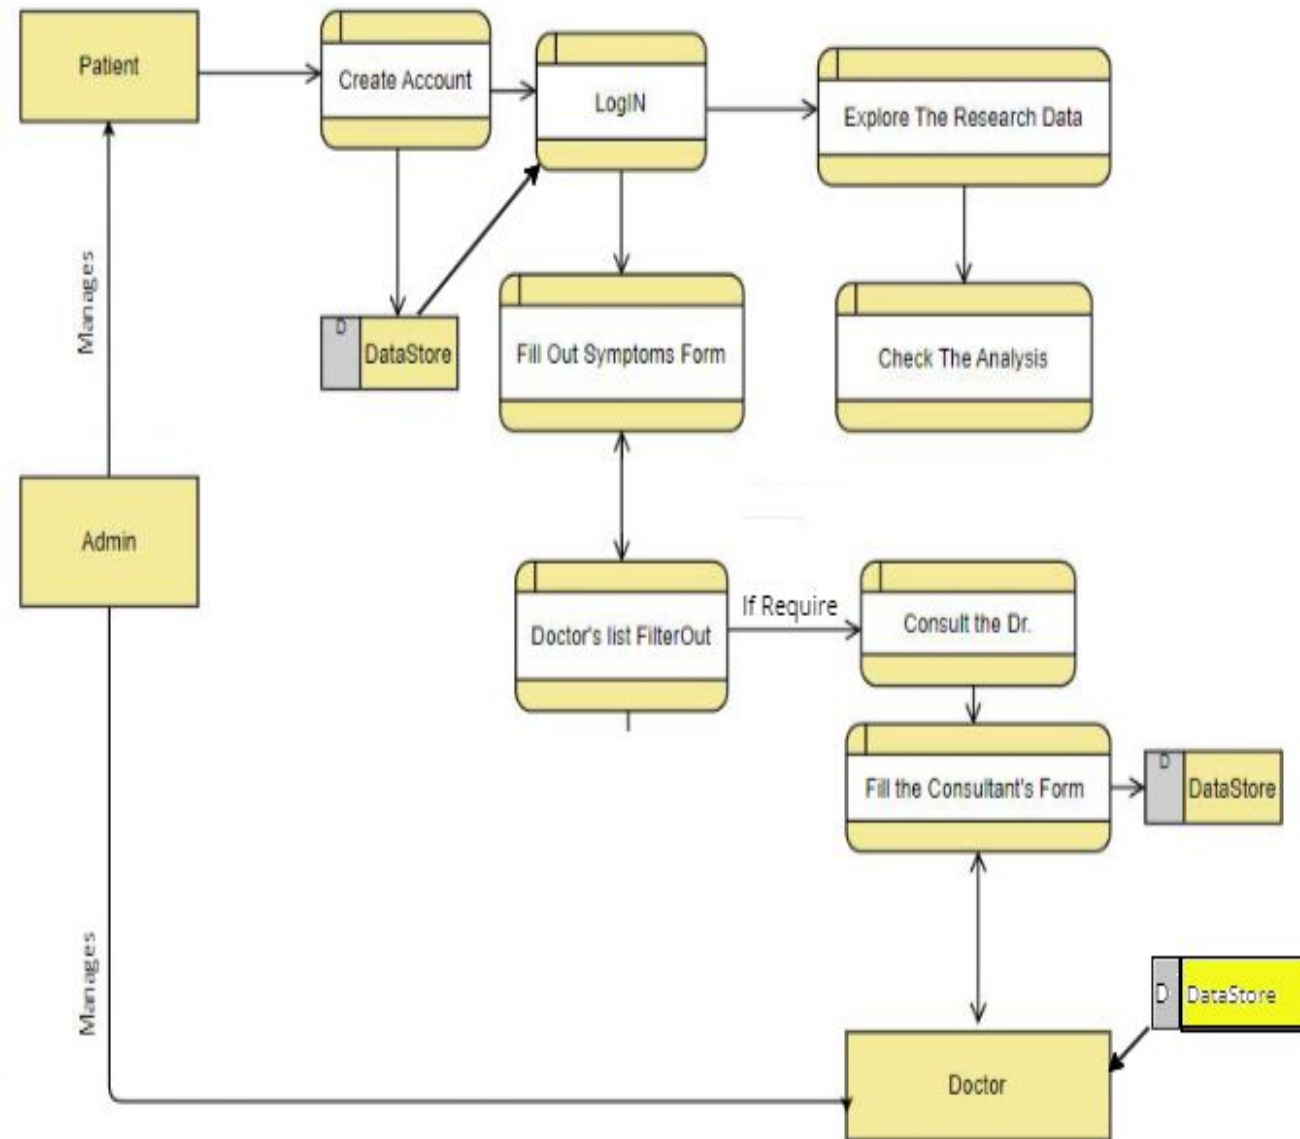 Patient
Create Account
LogIN
Explore The Research Data
Manages
D
DataStore
Fill Out Symptoms Form
Check The Analysis
Admin
If Require
Doctor's list FilterOut
Consult the Dr.
Fill the Consultant's Form
D
DataStore
Manages
D
DataStore
Doctor